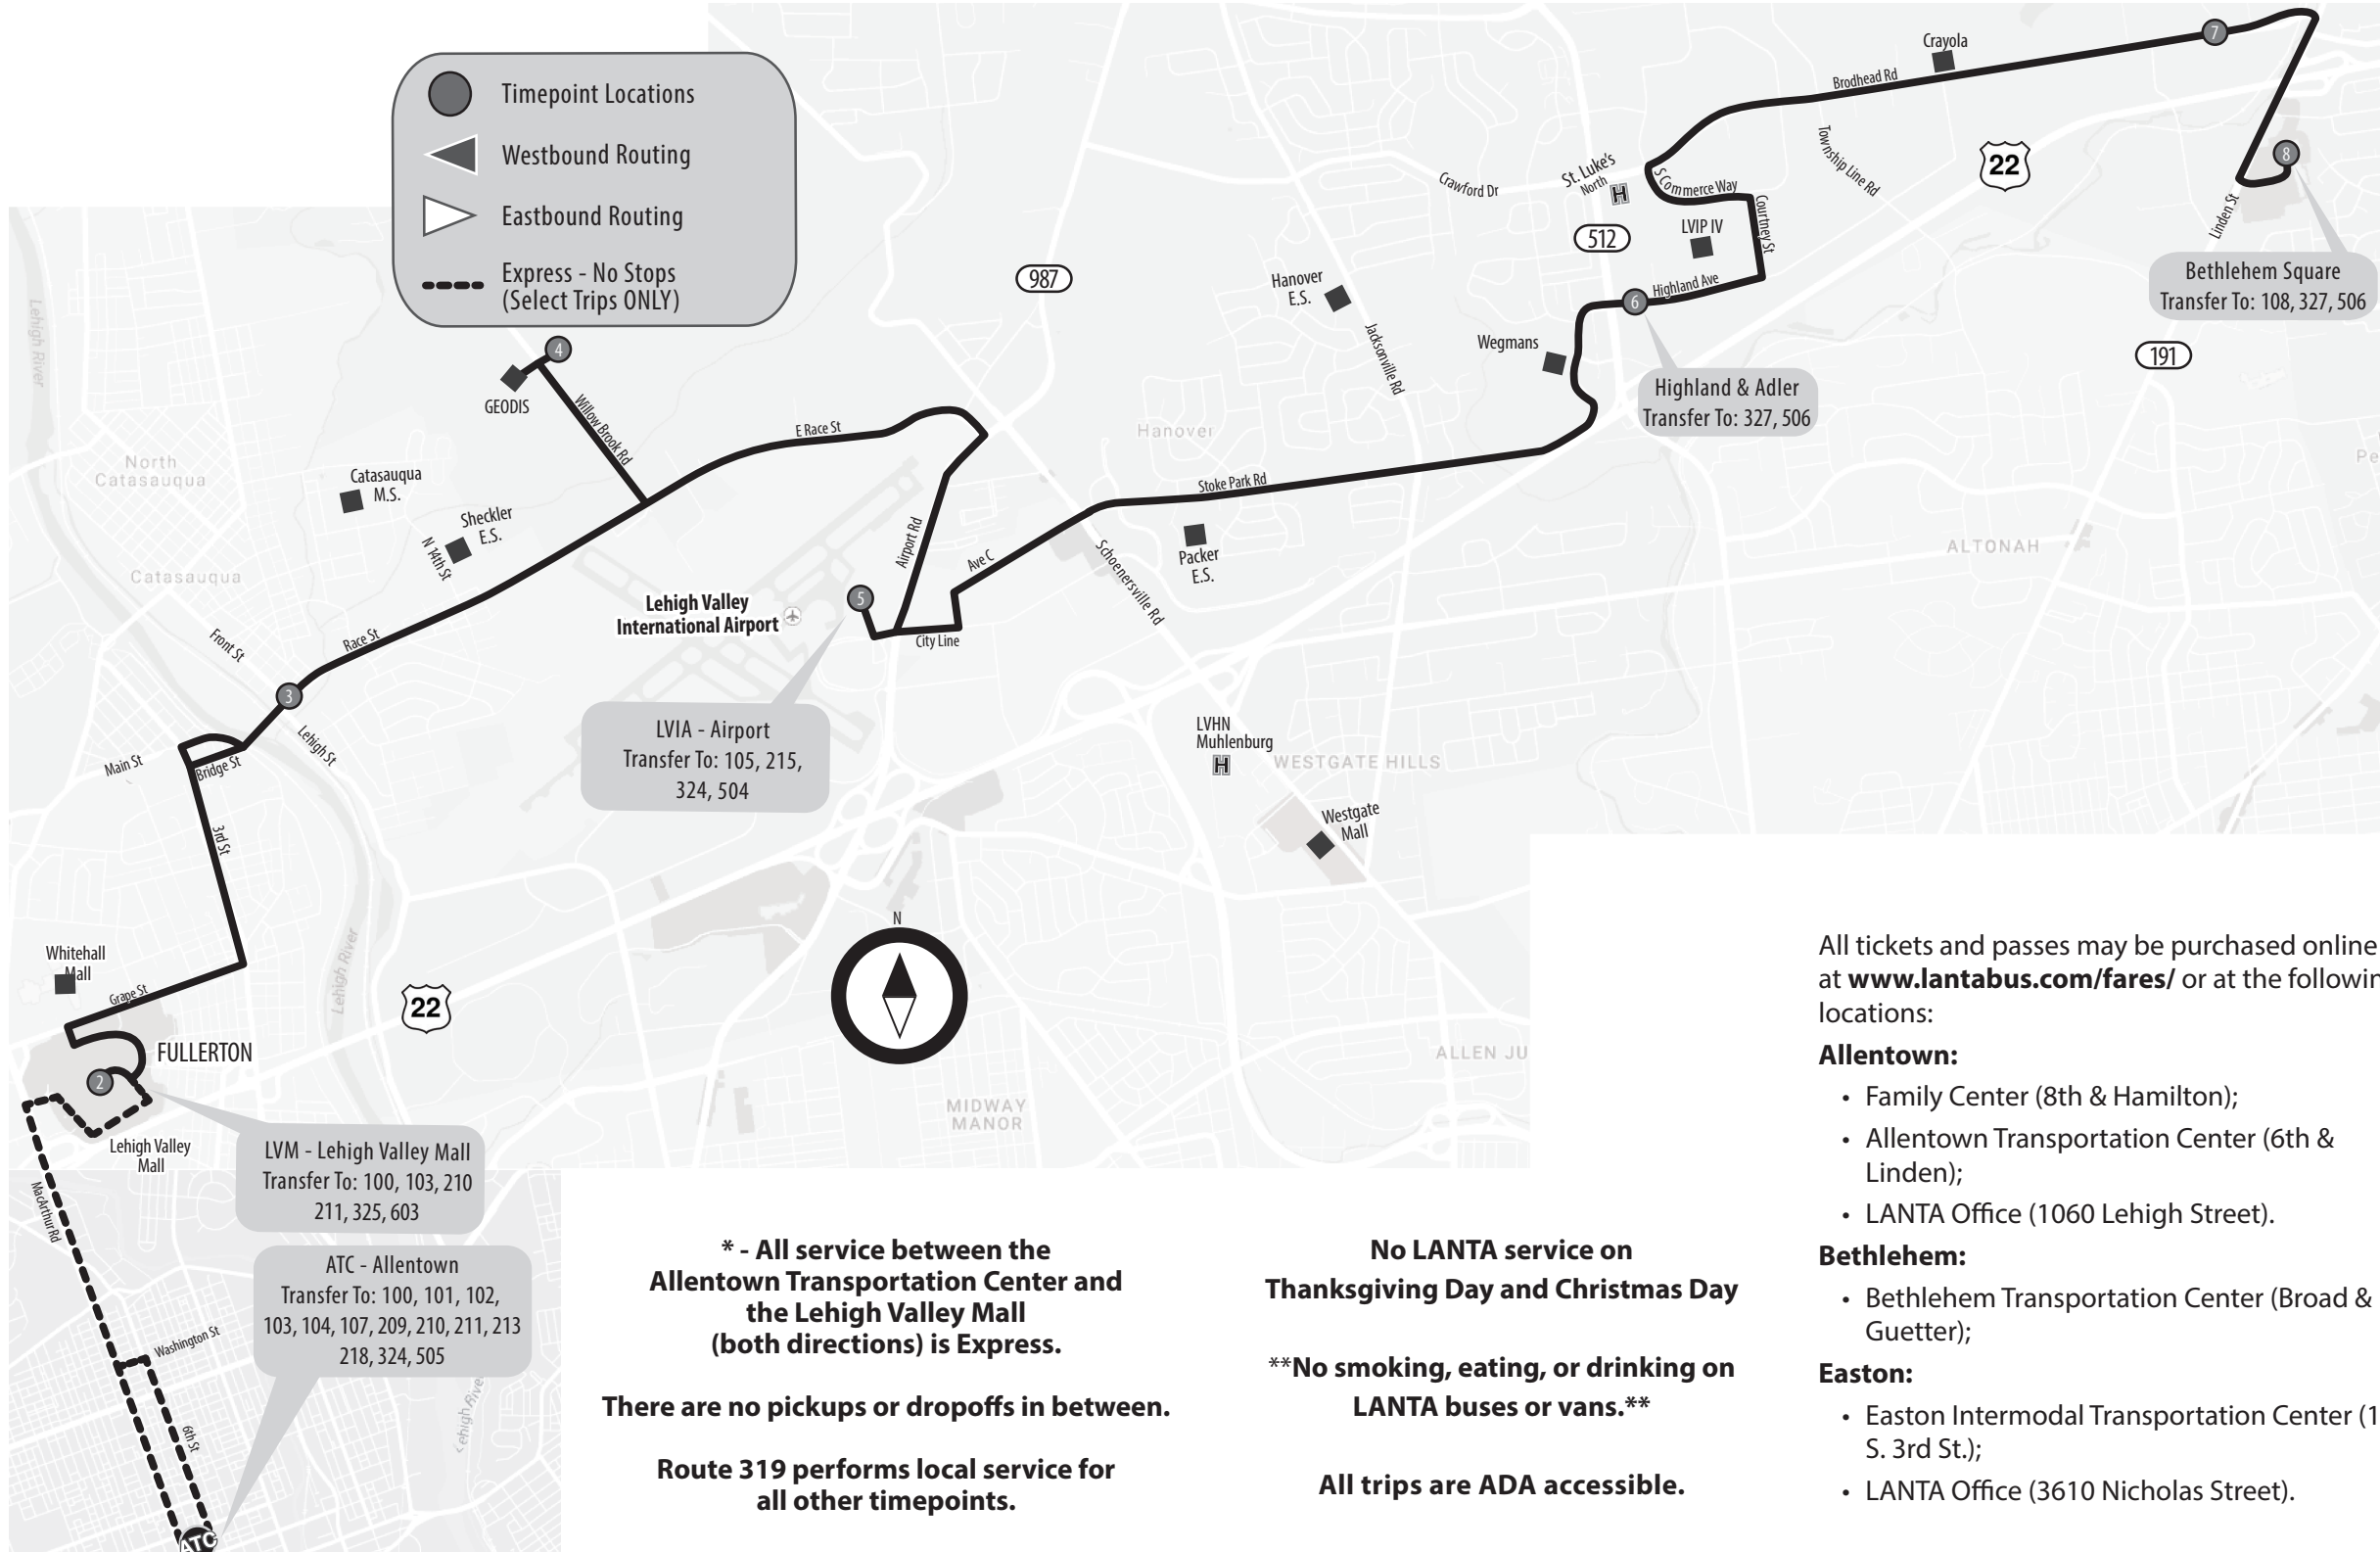 Timepoint Locations
Westbound Routing
Eastbound Routing
Express - No Stops
(Select Trips ONLY)
7
Crayola
Brodhead Rd
Township Line Rd
22
8
Linden St
Bethlehem Square
Transfer To: 108, 327, 506
191
St. Luke's
North
H
Crawford Dr
S Commerce Way
Courtney St
LVIP IV
512
Highland Ave
6
Highland & Adler
Transfer To: 327, 506
Wegmans
Hanover
E.S.
Jacksonville Rd
987
Lehigh River
4
GEODIS
Willow Brook Rd
E Race St
Hanover
Stoke Park Rd
North
Catasauqua
Catasauqua
M.S.
Sheckler
E.S.
N 14th St
Catasauqua
Airport Rd
Ave C
Schoenersville Rd
Packer
E.S.
ALTONAH
Pe
Lehigh Valley
International Airport
5
City Line
Front St
Race St
3
Lehigh St
Main St
Bridge St
3rd St
LVIA - Airport
Transfer To: 105, 215,
324, 504
LVHN
Muhlenburg
H
WESTGATE HILLS
Westgate
Mall
N
Whitehall
Mall
Grape St
Lehigh River
22
FULLERTON
2
Lehigh Valley
Mall
MIDWAY
MANOR
ALLEN JU
LVM - Lehigh Valley Mall
Transfer To: 100, 103, 210
211, 325, 603
MacArthur Rd
ATC - Allentown
Transfer To: 100, 101, 102,
103, 104, 107, 209, 210, 211, 213
218, 324, 505
Washington St
6th St
Lehigh River
ATC
* - All service between the
Allentown Transportation Center and
the Lehigh Valley Mall
(both directions) is Express.
There are no pickups or dropoffs in between.
Route 319 performs local service for
all other timepoints.
No LANTA service on
Thanksgiving Day and Christmas Day
**No smoking, eating, or drinking on
LANTA buses or vans.**
All trips are ADA accessible.
All tickets and passes may be purchased online
at www.lantabus.com/fares/ or at the followin
locations:
Allentown:
• Family Center (8th & Hamilton);
• Allentown Transportation Center (6th &
Linden);
• LANTA Office (1060 Lehigh Street).
Bethlehem:
• Bethlehem Transportation Center (Broad &
Guetter);
Easton:
• Easton Intermodal Transportation Center (1
S. 3rd St.);
• LANTA Office (3610 Nicholas Street).